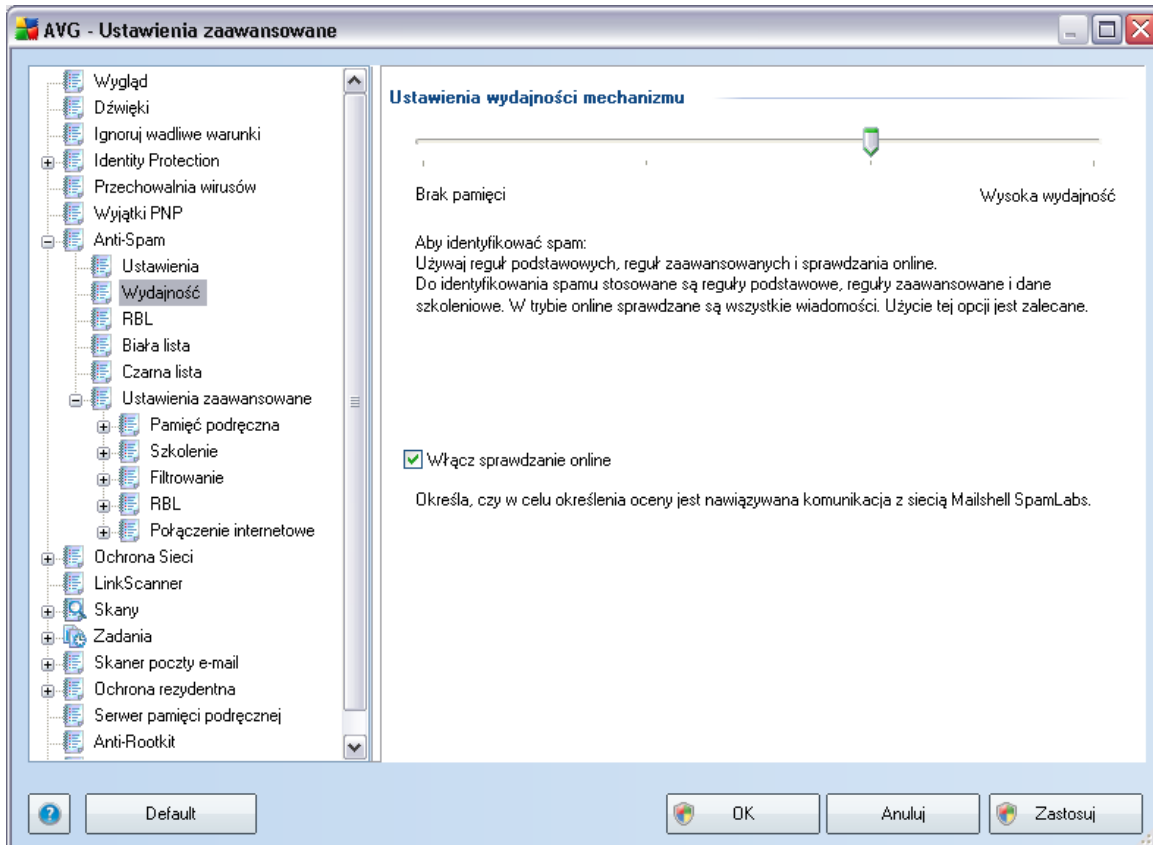 AVG - Ustawienia zaawansowane
Wygląd
Dźwięki
Ignoruj wadliwe warunki
Identity Protection
Przechowalnia wirusów
Wyjątki PNP
Anti-Spam
Ustawienia
Wydajność
RBL
Biała lista
Czarna lista
Ustawienia zaawansowane
Pamięć podręczna
Szkolenie
Filtrowanie
RBL
Połączenie internetowe
Ochrona Sieci
LinkScanner
Skany
Zadania
Skaner poczty e-mail
Ochrona rezydentna
Serwer pamięci podręcznej
Anti-Rootkit
Ustawienia wydajności mechanizmu
Brak pamięci
Wysoka wydajność
Aby identyfikować spam:
Używaj reguł podstawowych, reguł zaawansowanych i sprawdzania online.
Do identyfikowania spamu stosowane są reguły podstawowe, reguły zaawansowane i dane
szkoleniowe. W trybie online sprawdzane są wszystkie wiadomości. Użycie tej opcji jest zalecane.
Włącz sprawdzanie online
Określa, czy w celu określenia oceny jest nawiązywana komunikacja z siecią Mailshell SpamLabs.
?
Default
OK
Anuluj
Zastosuj